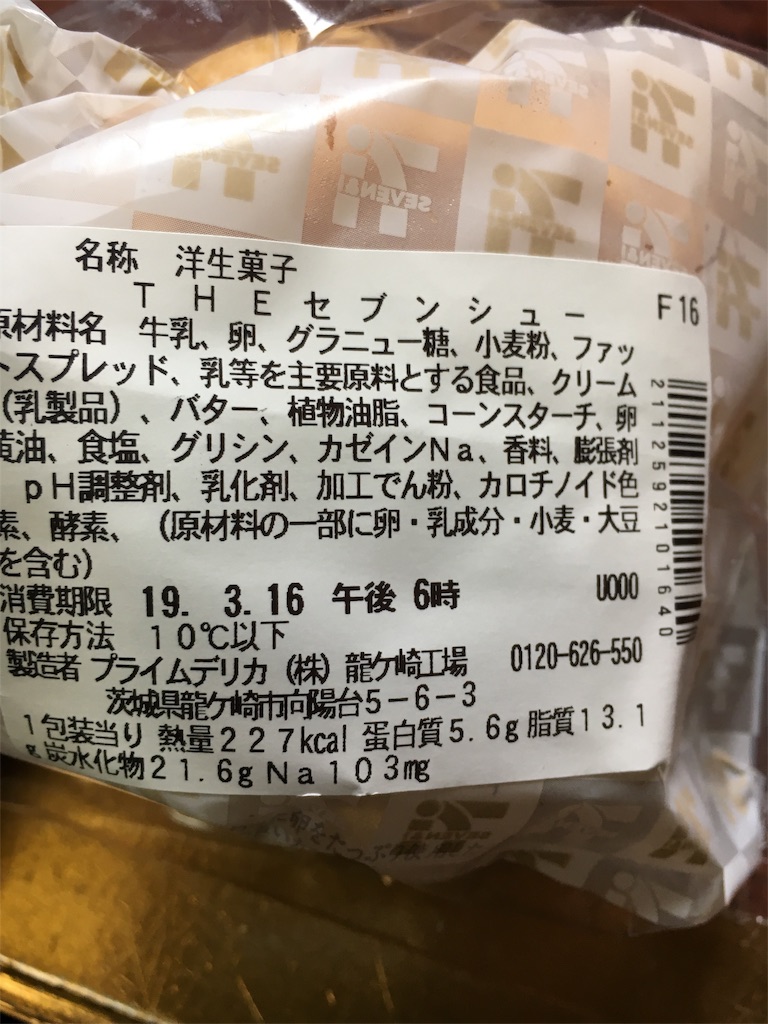 SEVEN&i
SEVEN&i
SEVEN&i
名称 洋生菓子
THEセブンシュー F16
原材料名 牛乳、卵、グラニュー糖、小麦粉、ファッ
トスプレッド、乳等を主要原料とする食品、クリーム
(乳製品)、バター、植物油脂、コーンスターチ、卵
黄油、食塩、グリシン、カゼインNa、香料、膨張剤
pH調整剤、乳化剤、加工でん粉、カロチノイド色
素、酵素、(原材料の一部に卵・乳成分・小麦・大豆
を含む)
消費期限 19. 3.16 午後 6時 U000
保存方法 10℃以下
製造者 プライムデリカ(株)龍ケ崎工場 0120-626-550
茨城県龍ケ崎市向陽台5-6-3
1包装当り 熱量227kcal 蛋白質5.6g 脂質13.1
g 炭水化物21.6g Na103mg
2112592101640